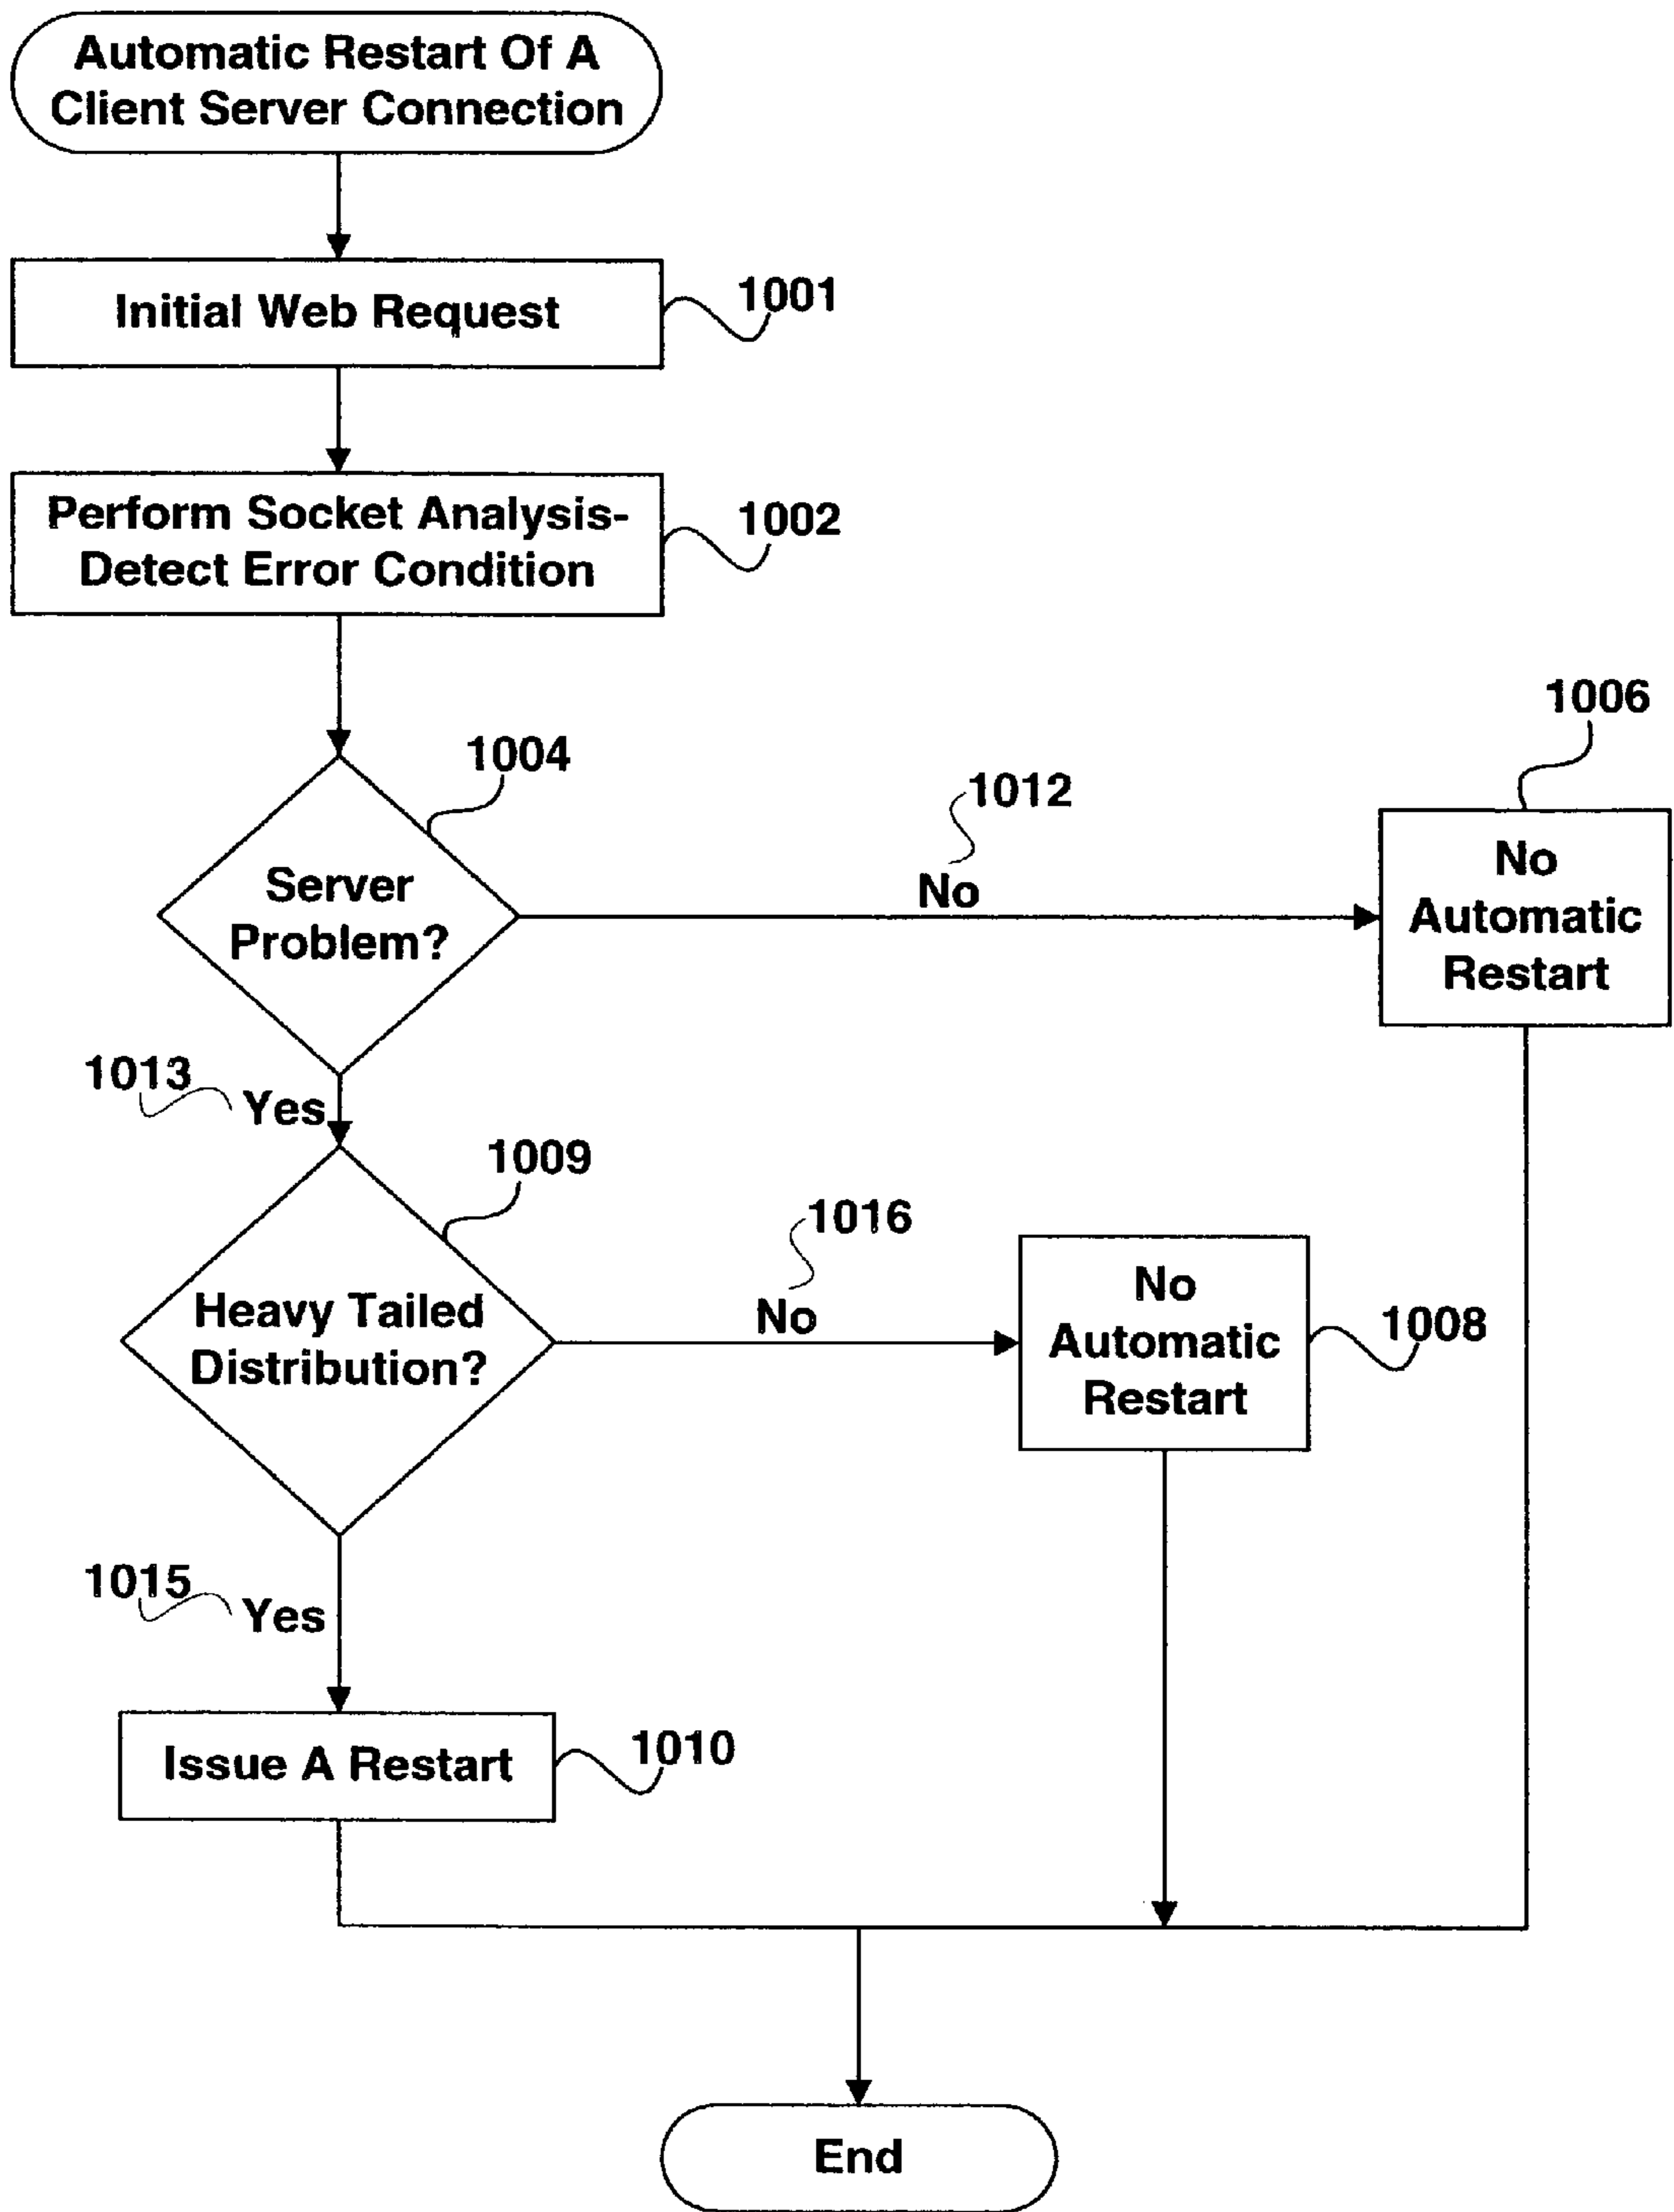 Automatic Restart Of A
Client Server Connection
Initial Web Request
1001
Perform Socket Analysis-
Detect Error Condition
1002
1004
Server
Problem?
1012
No
1006
No
Automatic
Restart
1013
Yes
1009
Heavy Tailed
Distribution?
1016
No
No
Automatic
Restart
1008
1015
Yes
Issue A Restart
1010
End